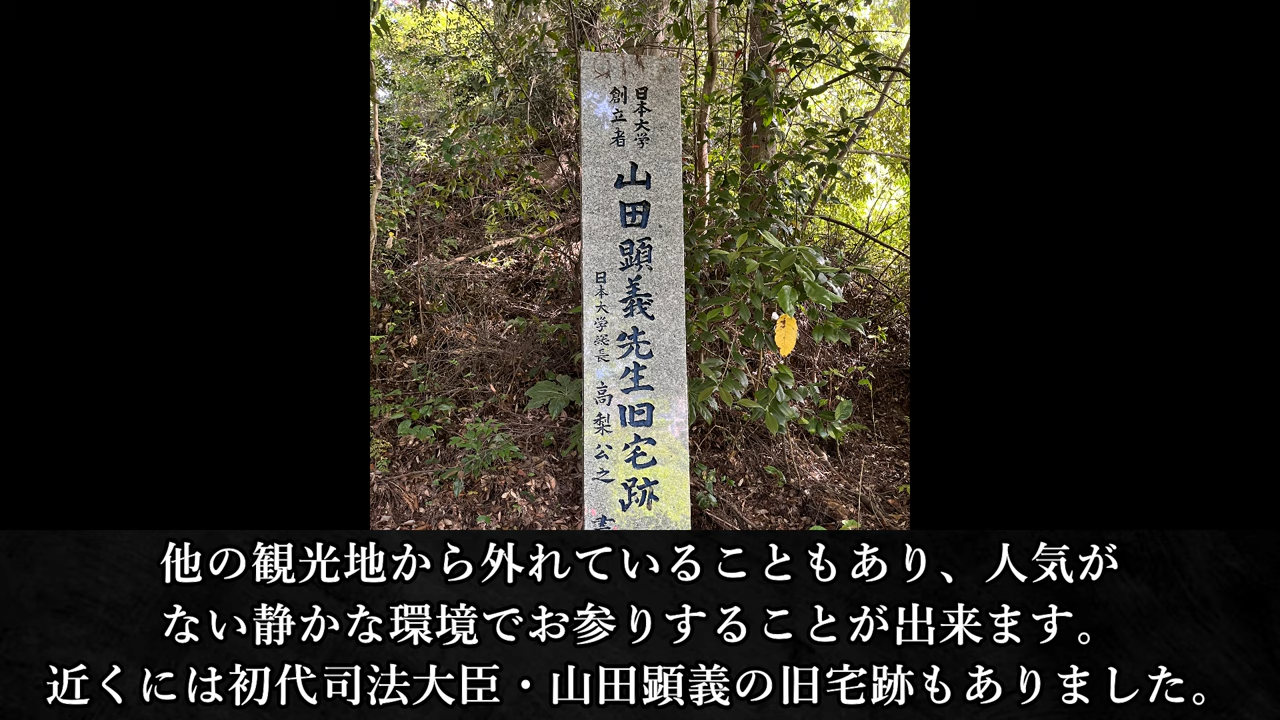 日本大学
創立者
山田顕義先生旧宅跡
日本大学総長 高梨公之 書
他の観光地から外れていることもあり、人気が
ない静かな環境でお参りすることが出来ます。
近くには初代司法大臣・山田顕義の旧宅跡もありました。